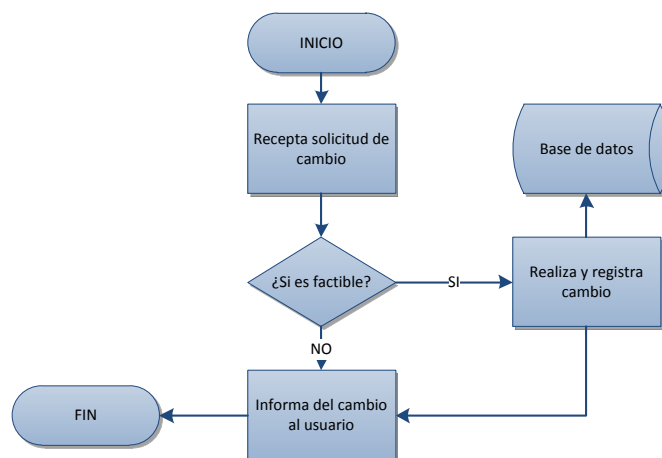 INICIO
Recepta solicitud de
cambio
Base de datos
¿Si es factible?
SI
Realiza y registra
cambio
NO
Informa del cambio
al usuario
FIN